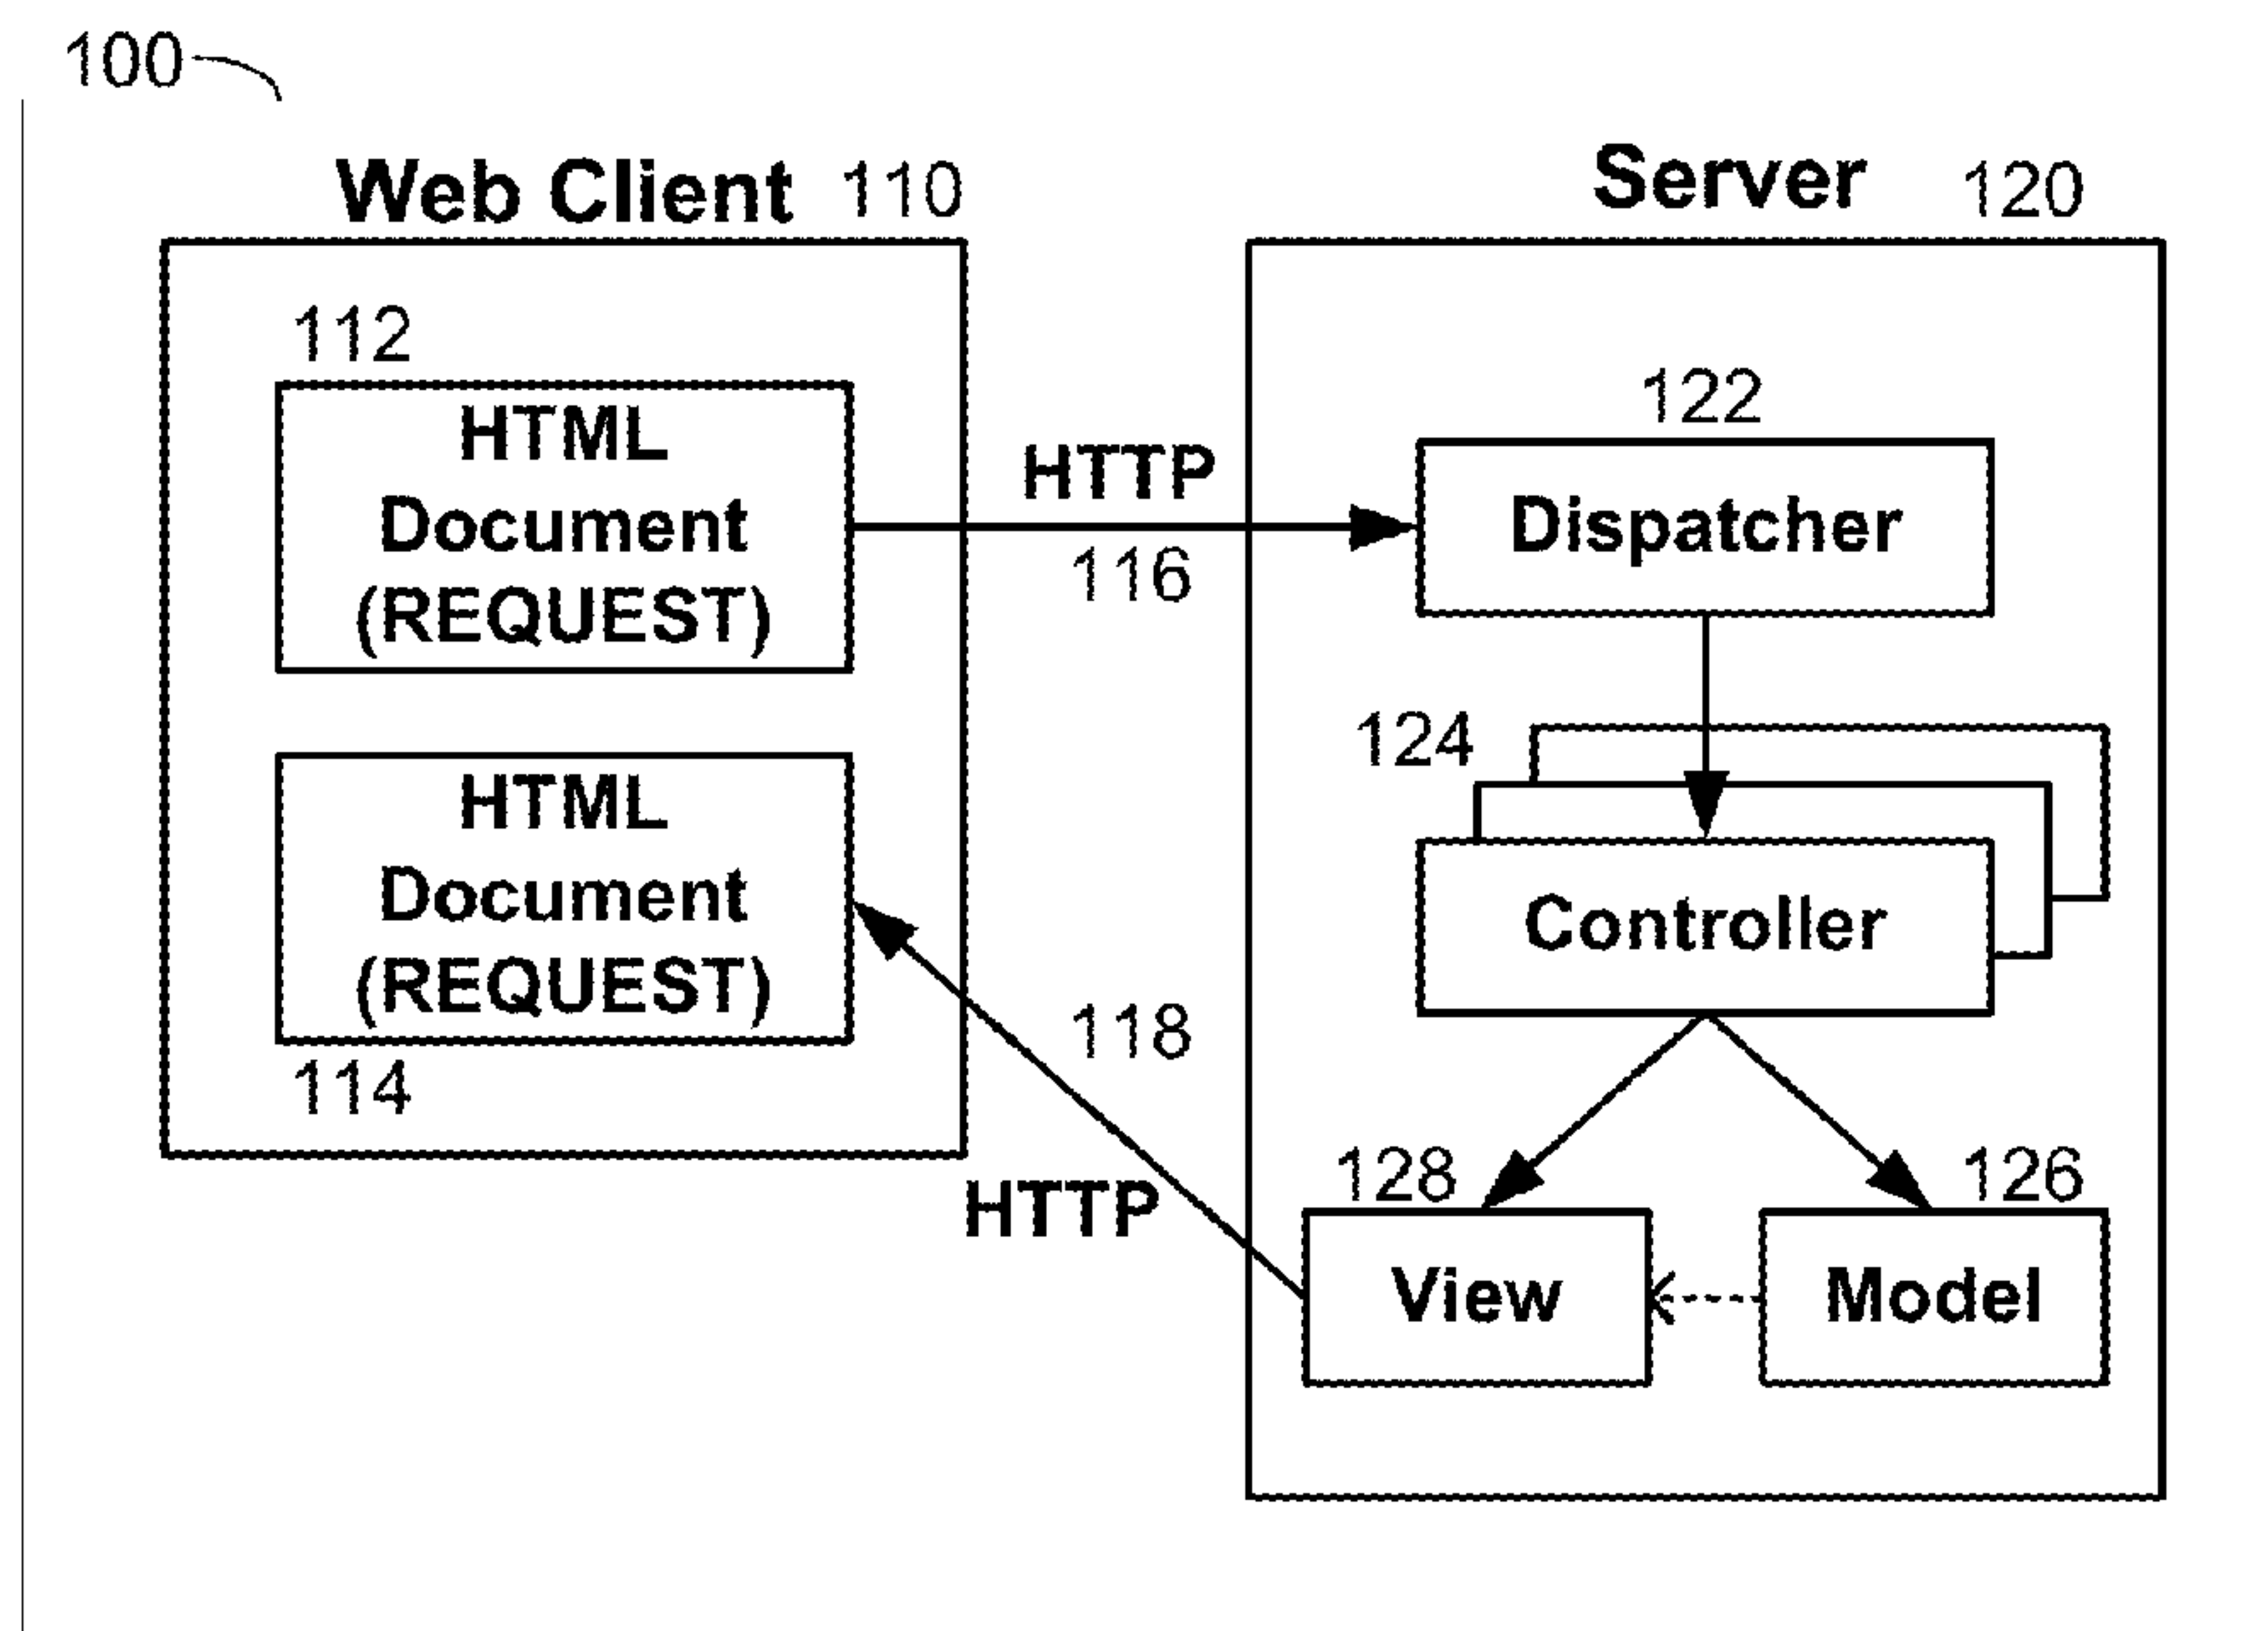 100
Web Client 110
Server 120
112
HTML
Document
(REQUEST)
HTTP
116
122
Dispatcher
124
Controller
HTML
Document
(REQUEST)
114
118
HTTP
128
View
126
Model